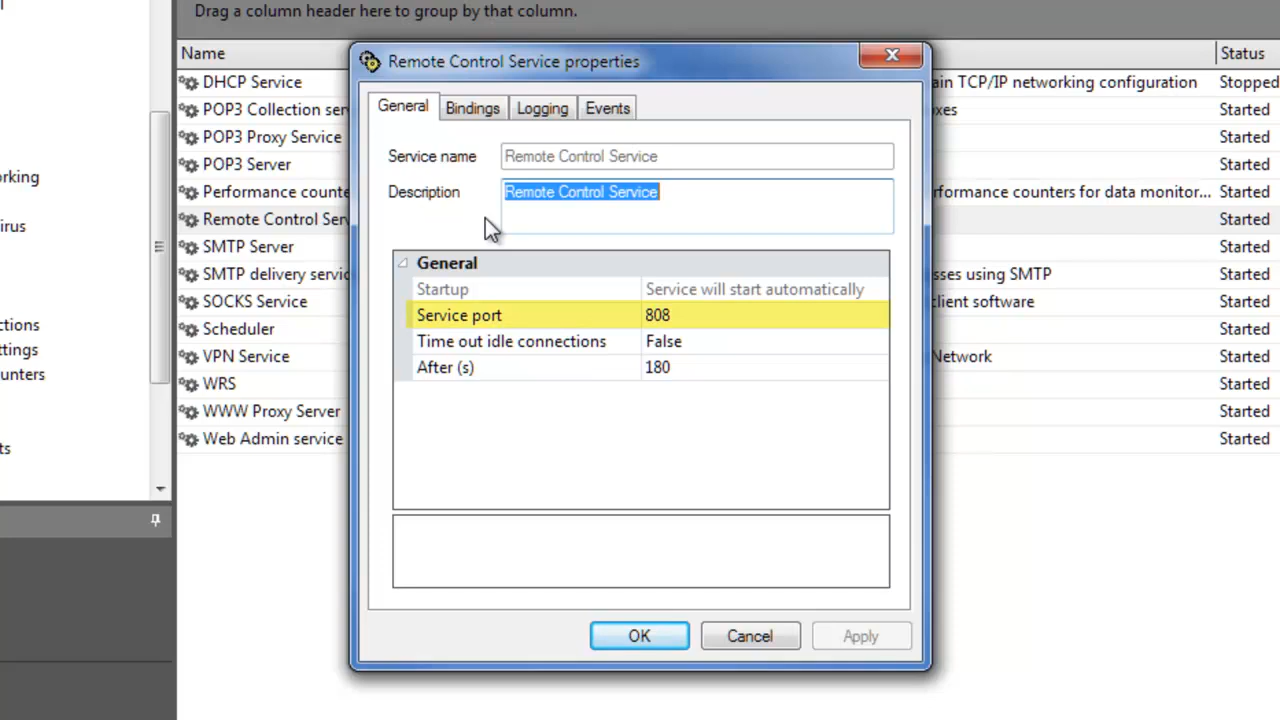 Drag a column header here to group by that column.
Name
Status
DHCP Service
ain TCP/IP networking configuration
Stopped
POP3 Collection serv
oxes
Started
POP3 Proxy Service
Started
POP3 Server
Started
Performance counte
rformance counters for data monitor...
Started
Remote Control Serv
Started
SMTP Server
Started
SMTP delivery servic
sses using SMTP
Started
SOCKS Service
client software
Started
Scheduler
Started
VPN Service
Network
Started
WRS
Started
WWW Proxy Server
Started
Web Admin service
Started
rking
irus
ctions
ttings
unters
ts
Remote Control Service properties
General
Bindings
Logging
Events
Service name
Remote Control Service
Description
Remote Control Service
General
Startup
Service will start automatically
Service port
808
Time out idle connections
False
After (s)
180
OK
Cancel
Apply